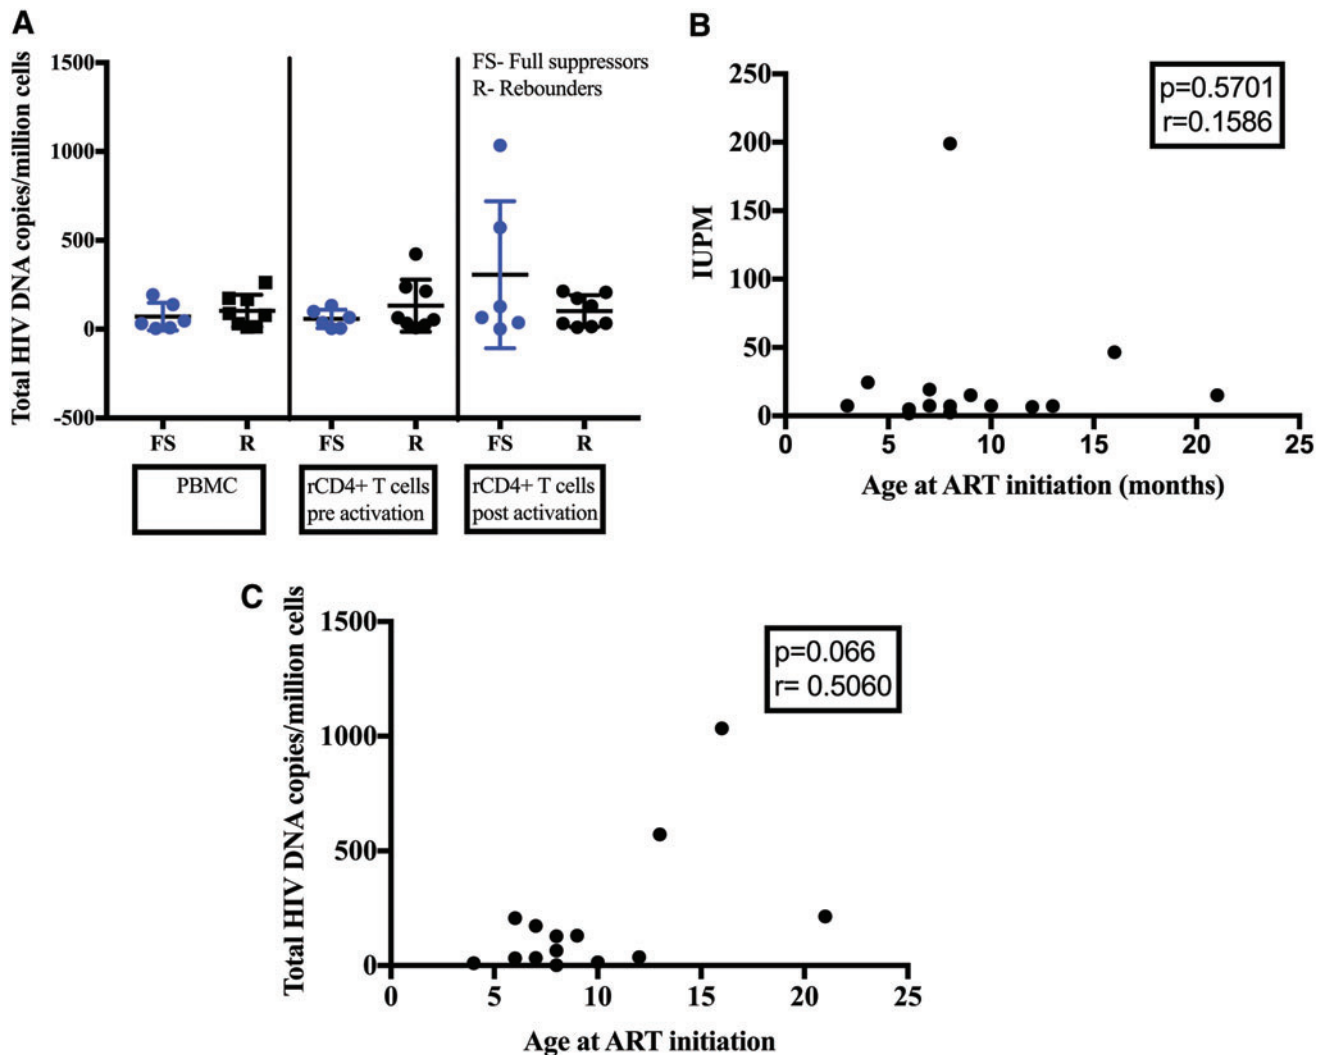 A
Total HIV DNA copies/million cells
1500
1000
500
0
-500
FS- Full suppressors
R- Rebounders
FS
R
FS
R
FS
R
PBMC
rCD4+ T cells
pre activation
rCD4+ T cells
post activation
B
IUPM
250
200
150
100
50
0
p=0.5701
r=0.1586
0
5
10
15
20
25
Age at ART initiation (months)
C
Total HIV DNA copies/million cells
1500
1000
500
0
p=0.066
r= 0.5060
0
5
10
15
20
25
Age at ART initiation